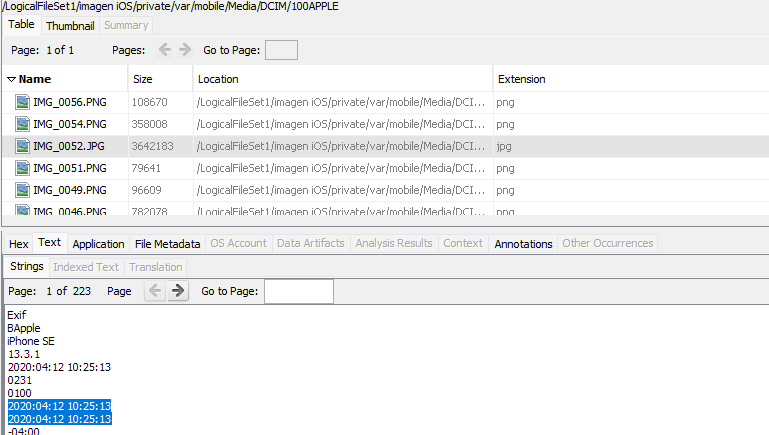 /LogicalFileSet1/imagen iOS/private/var/mobile/Media/DCIM/100APPLE
Table Thumbnail Summary
Page: 1 of 1 Pages: Go to Page:
Name Size Location Extension
IMG_0056.PNG 108670 /LogicalFileSet1/imagen iOS/private/var/mobile/Media/DCI... png
IMG_0054.PNG 358008 /LogicalFileSet1/imagen iOS/private/var/mobile/Media/DCI... png
IMG_0052.JPG 3642183 /LogicalFileSet1/imagen iOS/private/var/mobile/Media/DCI... jpg
IMG_0051.PNG 79641 /LogicalFileSet1/imagen iOS/private/var/mobile/Media/DCI... png
IMG_0049.PNG 96609 /LogicalFileSet1/imagen iOS/private/var/mobile/Media/DCI... png
IMG_0046.PNG 782078 /LogicalFileSet1/imagen iOS/private/var/mobile/Media/DCI... png
Hex Text Application File Metadata OS Account Data Artifacts Analysis Results Context Annotations Other Occurrences
Strings Indexed Text Translation
Page: 1 of 223 Page Go to Page:
Exif
BApple
iPhone SE
13.3.1
2020:04:12 10:25:13
0231
0100
2020:04:12 10:25:13
2020:04:12 10:25:13
-04:00